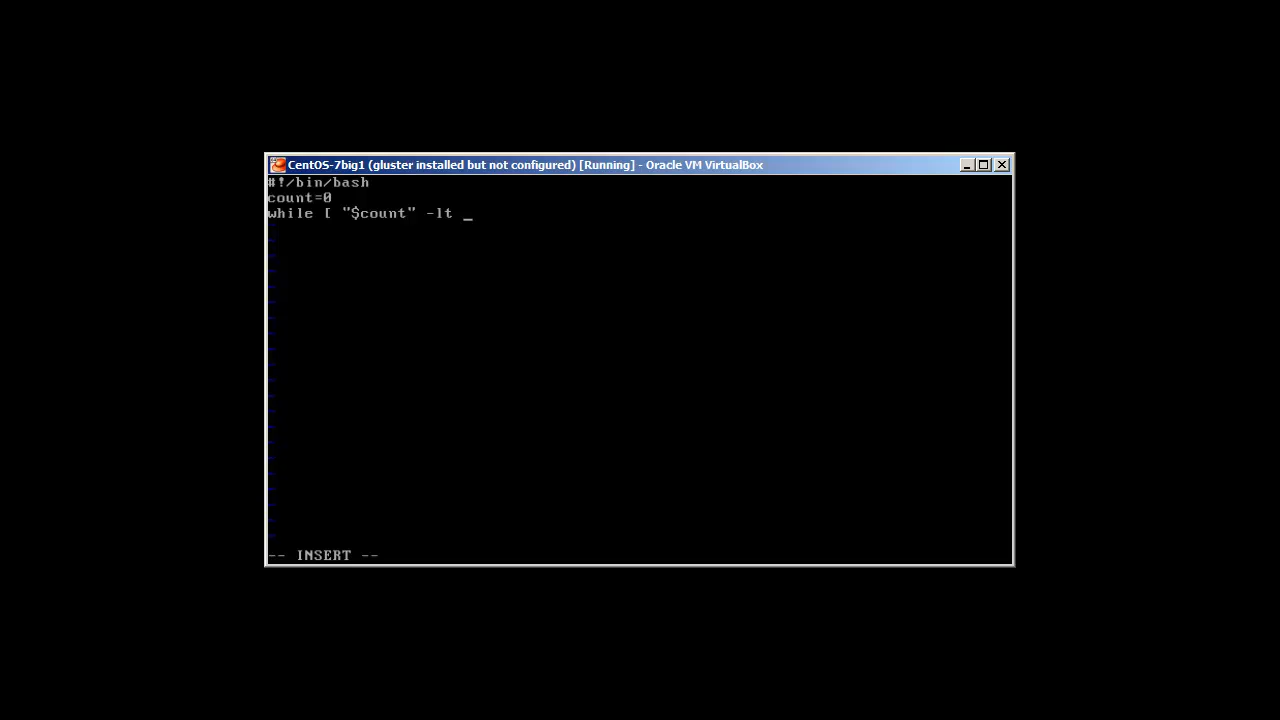 CentOS-7big1 (gluster installed but not configured) [Running] - Oracle VM VirtualBox
#!/bin/bash
count=0
while [ "$count" -lt _
-- INSERT --